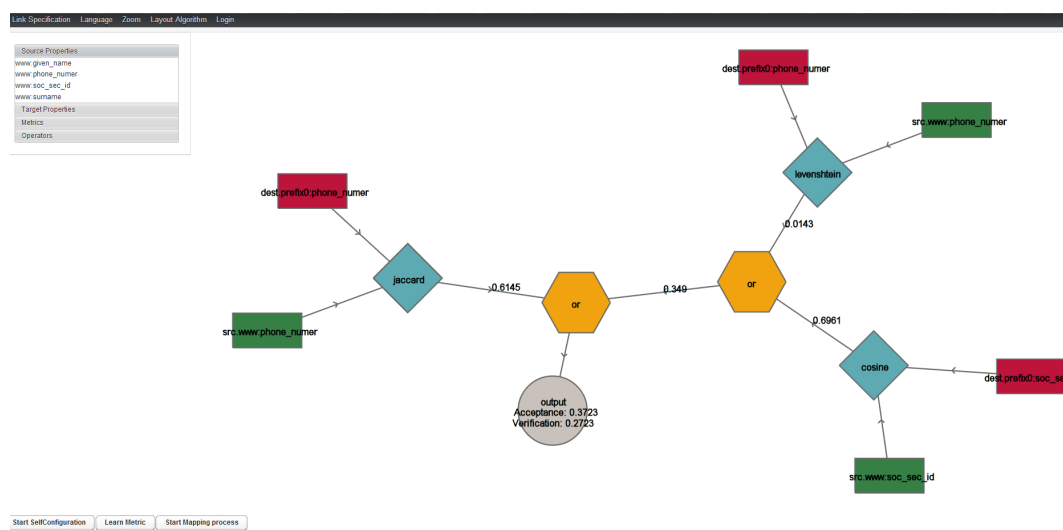 Link Specification Language Zoom Layout Algorithm Login
Source Properties
www:given_name
www:phone_numer
www:soc_sec_id
www:surname
Target Properties
Metrics
Operators
dest.prefix0:phone_numer
src.www:phone_numer
levenshtein
0.0143
dest.prefix0:phone_numer
jaccard
0.6145
src.www:phone_numer
or
0.349
or
0.6961
cosine
dest.prefix0:soc_se
output
Acceptance: 0.3723
Verification: 0.2723
src.www:soc_sec_id
Start SelfConfiguration Learn Metric Start Mapping process